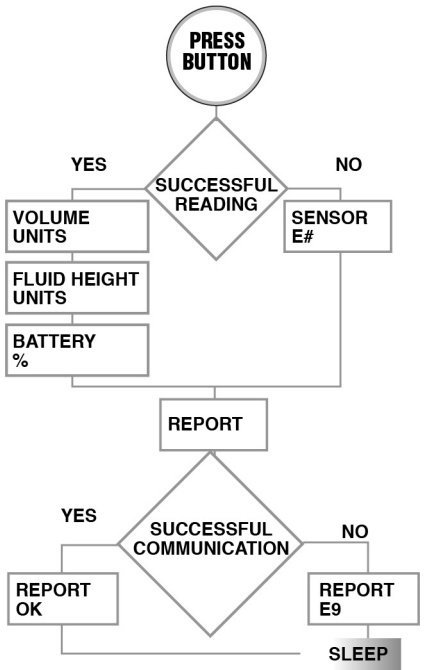 PRESS
BUTTON
YES
NO
SUCCESSFUL
READING
VOLUME
UNITS
SENSOR
E#
FLUID HEIGHT
UNITS
BATTERY
%
REPORT
YES
NO
SUCCESSFUL
COMMUNICATION
REPORT
OK
REPORT
E9
SLEEP